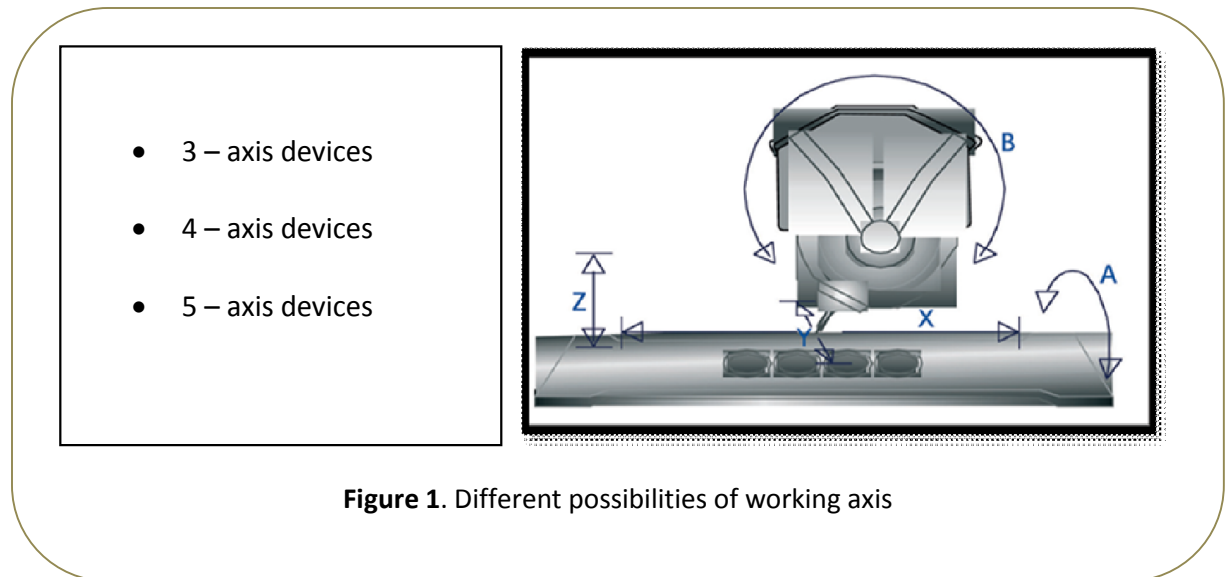 • 3 – axis devices
• 4 – axis devices
• 5 – axis devices
B
A
Z
X
Y
Figure 1. Different possibilities of working axis